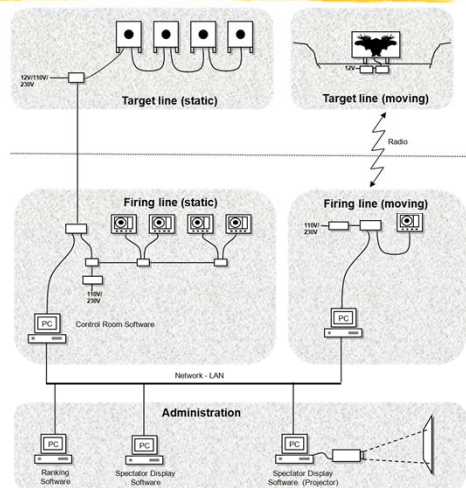 12V/110V/
230V
Target line (static)
12V
Target line (moving)
Radio
Firing line (static)
110V/
230V
PC
Control Room Software
Firing line (moving)
110V/
230V
PC
Network - LAN
Administration
PC
Ranking
Software
PC
Spectator Display
Software
PC
Spectator Display
Software (Projector)